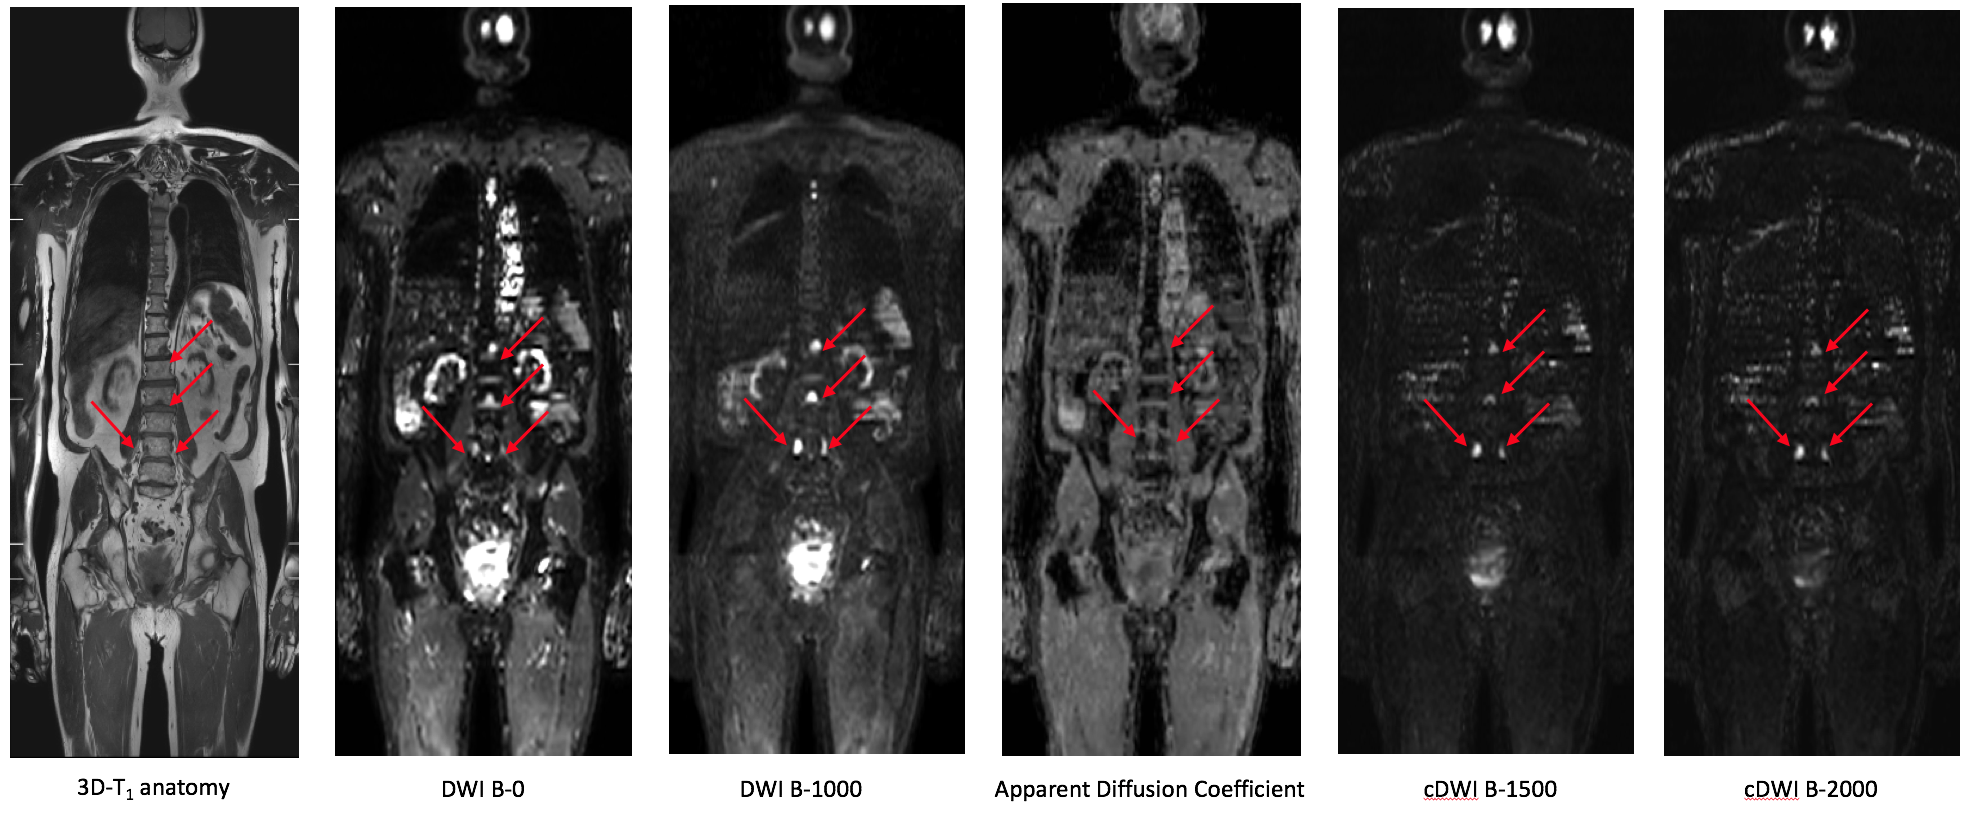 3D-T1 anatomy
DWI B-0
DWI B-1000
Apparent Diffusion Coefficient
cDWI B-1500
cDWI B-2000